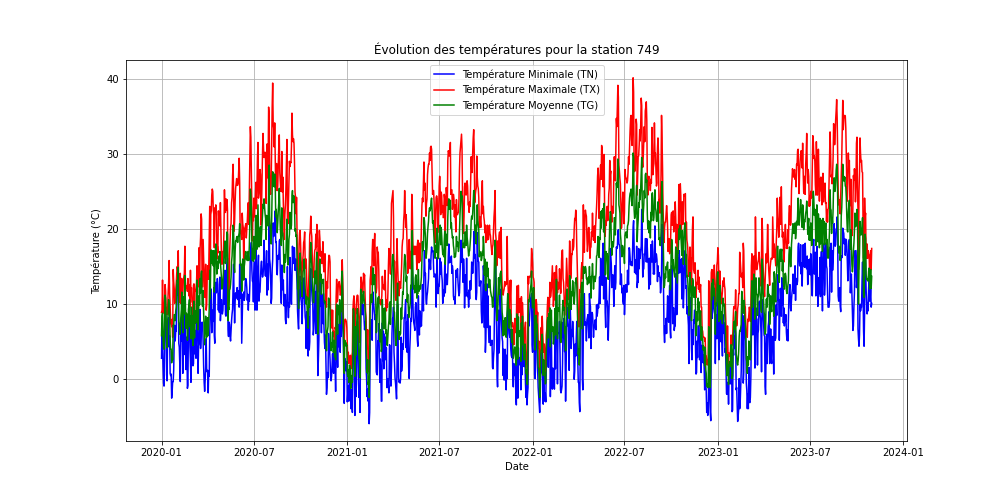 Évolution des températures pour la station 749
Température Minimale (TN)
Température Maximale (TX)
Température Moyenne (TG)
Température (°C)
40
30
20
10
0
2020-01
2020-07
2021-01
2021-07
2022-01
2022-07
2023-01
2023-07
2024-01
Date